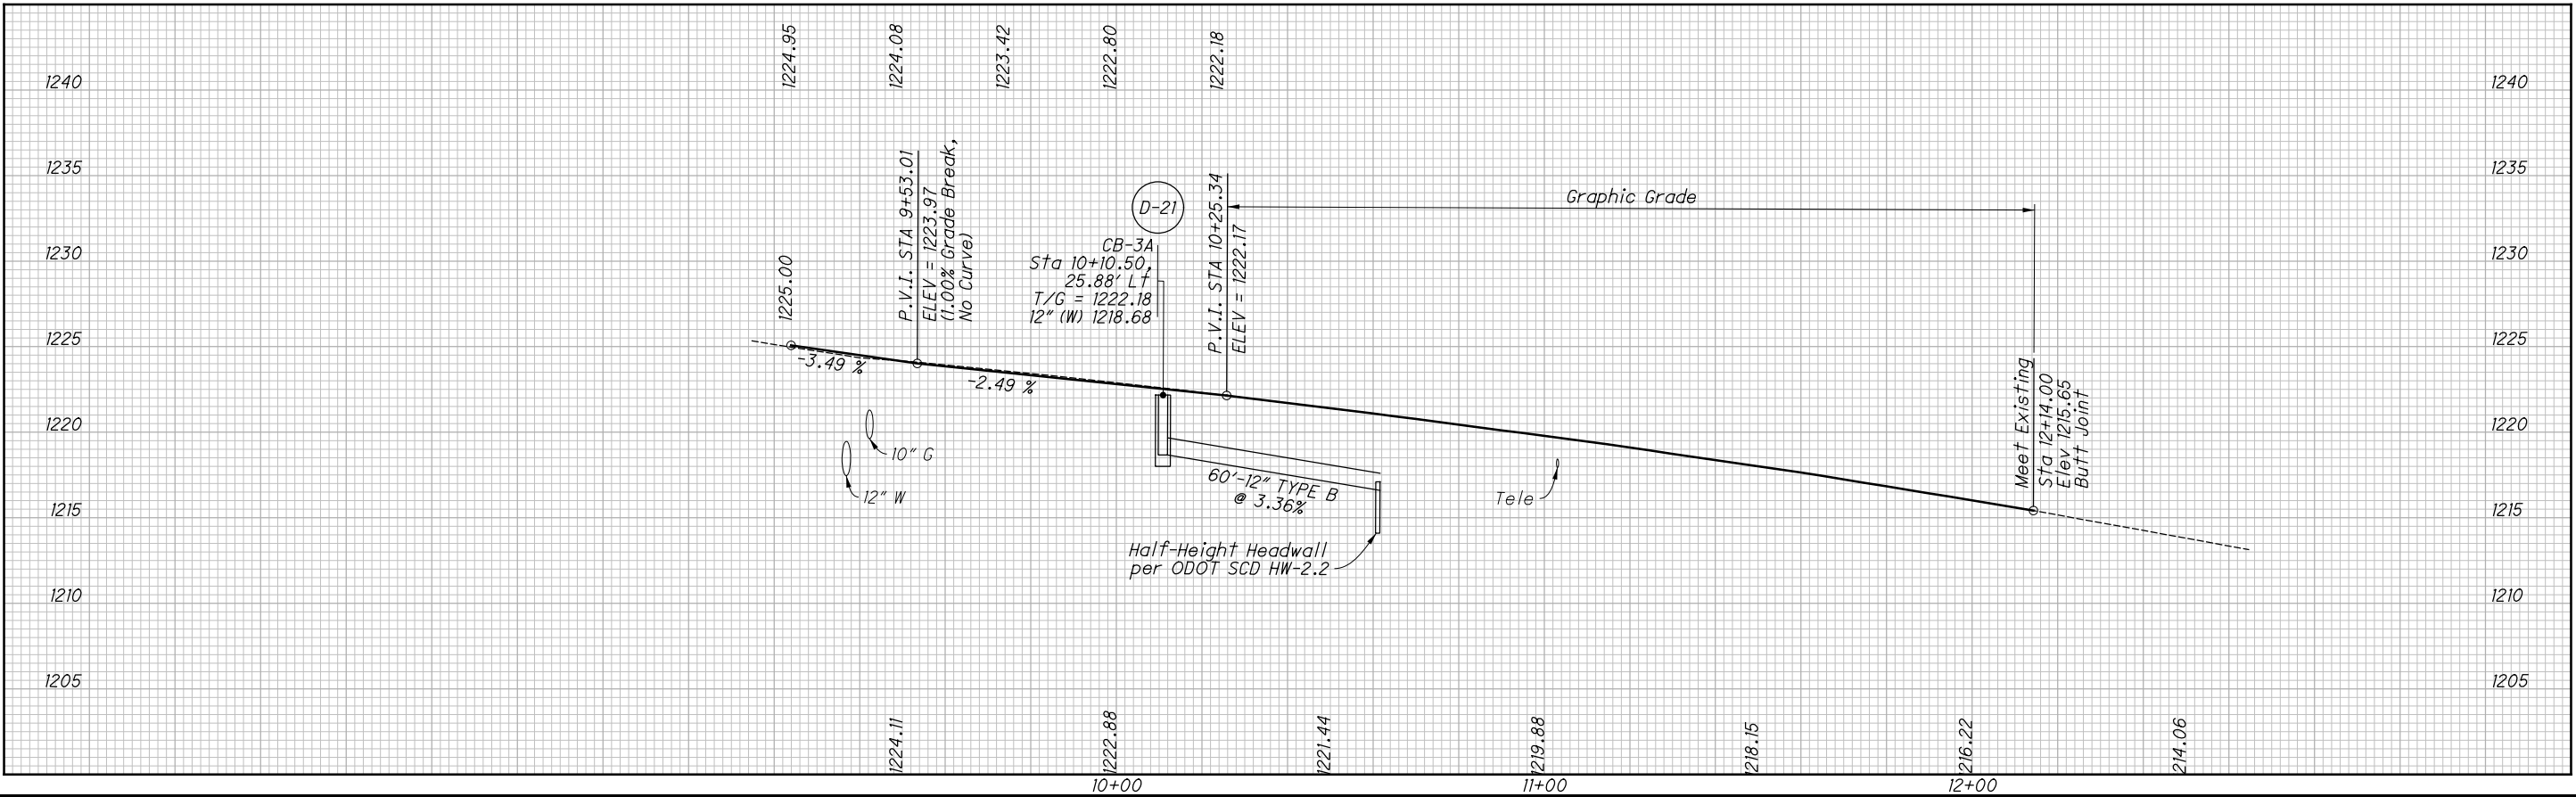 1224.95
1224.08
1223.42
1222.80
1222.18
1240
1240
1235
1235
1230
1230
1225
1225
1220
1220
1215
1215
1210
1210
1205
1205
1225.00
P.V.I. STA 9+53.01
ELEV = 1223.97
(1.00% Grade Break,
No Curve)
D-21
CB-3A
Sta 10+10.50,
25.88' Lt
T/G = 1222.18
12" (W) 1218.68
P.V.I. STA 10+25.34
ELEV = 1222.17
Graphic Grade
-3.49 %
-2.49 %
10" G
12" W
60'-12" TYPE B
@ 3.36%
Half-Height Headwall
per ODOT SCD HW-2.2
Tele
Meet Existing
Sta 12+14.00
Elev 1215.65
Butt Joint
1224.11
1222.88
1221.44
1219.88
1218.15
1216.22
1214.06
10+00
11+00
12+00